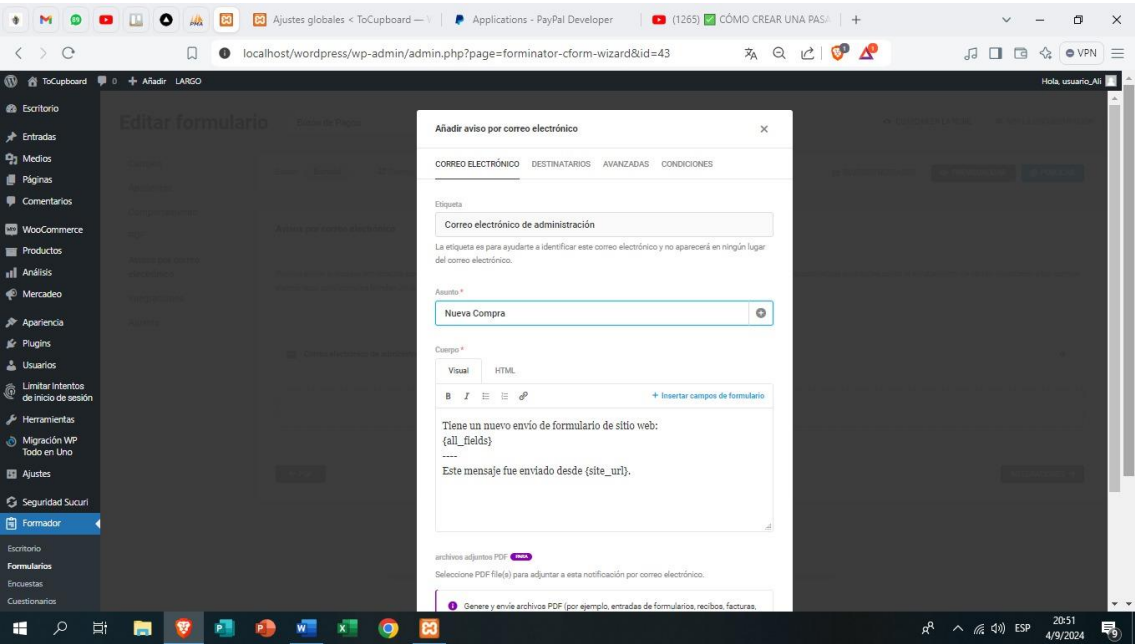 Ajustes globales < ToCupboard —
Applications - PayPal Developer
(1265) ✅ CÓMO CREAR UNA PASA
localhost/wordpress/wp-admin/admin.php?page=forminator-cform-wizard&id=43
VPN
ToCupboard 0 + Añadir LARGO
Hola, usuario_Ali
Escritorio
Entradas
Medios
Páginas
Comentarios
WooCommerce
Productos
Análisis
Mercadeo
Apariencia
Plugins
Usuarios
Limitar Intentos
de inicio de sesión
Herramientas
Migración WP
Todo en Uno
Ajustes
Seguridad Sucuri
Formador
Escritorio
Formularios
Encuestas
Cuestionarios
Editar formulario
Añadir aviso por correo electrónico
CORREO ELECTRÓNICO DESTINATARIOS AVANZADAS CONDICIONES
Etiqueta
Correo electrónico de administración
La etiqueta es para ayudarte a identificar este correo electrónico y no aparecerá en ningún lugar
del correo electrónico.
Asunto *
Nueva Compra
Cuerpo *
Visual HTML
B I + Insertar campos de formulario
Tiene un nuevo envío de formulario de sitio web:
{all_fields}
----
Este mensaje fue enviado desde {site_url}.
archivos adjuntos PDF
Seleccione PDF file(s) para adjuntar a esta notificación por correo electrónico.
Genere y envíe archivos PDF (por ejemplo, entradas de formularios, recibos, facturas,
ESP
20:51
4/9/2024